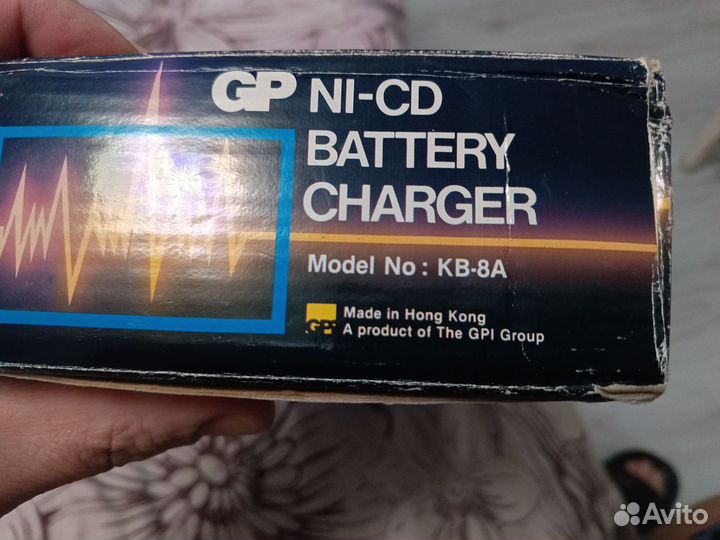 GP NI-CD
BATTERY
CHARGER
Model No : KB-8A
GPI
Made in Hong Kong
A product of The GPI Group
Avito